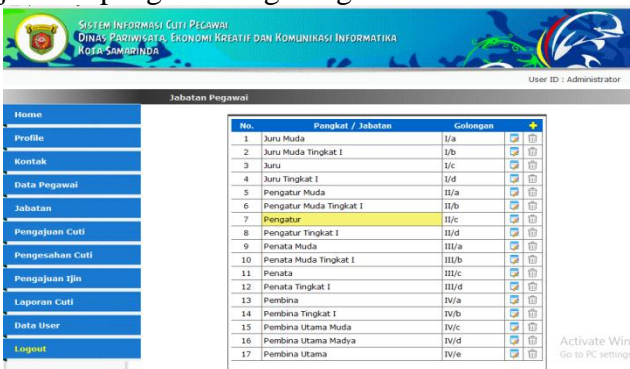 SISTEM INFORMASI CUTI PEGAWAI
DINAS PARIWISATA, EKONOMI KREATIF DAN KOMUNIKASI INFORMATIKA
KOTA SAMARINDA
User ID : Administrator
Jabatan Pegawai
Home
Profile
Kontak
Data Pegawai
Jabatan
Pengajuan Cuti
Pengesahan Cuti
Pengajuan Ijin
Laporan Cuti
Data User
Logout
No. Pangkat / Jabatan Golongan
1 Juru Muda I/a
2 Juru Muda Tingkat I I/b
3 Juru I/c
4 Juru Tingkat I I/d
5 Pengatur Muda II/a
6 Pengatur Muda Tingkat I II/b
7 Pengatur II/c
8 Pengatur Tingkat I II/d
9 Penata Muda III/a
10 Penata Muda Tingkat I III/b
11 Penata III/c
12 Penata Tingkat I III/d
13 Pembina IV/a
14 Pembina Tingkat I IV/b
15 Pembina Utama Muda IV/c
16 Pembina Utama Madya IV/d
17 Pembina Utama IV/e
Activate Win
Go to PC settings